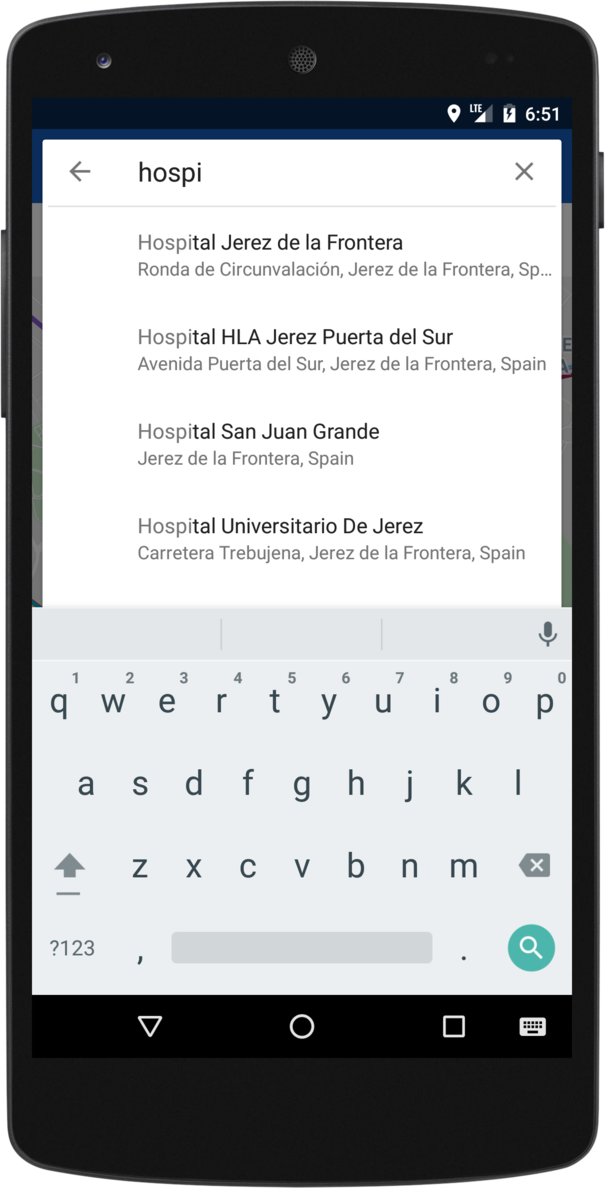 LTE 6:51
hospi
Hospital Jerez de la Frontera
Ronda de Circunvalación, Jerez de la Frontera, Sp...
Hospital HLA Jerez Puerta del Sur
Avenida Puerta del Sur, Jerez de la Frontera, Spain
Hospital San Juan Grande
Jerez de la Frontera, Spain
Hospital Universitario De Jerez
Carretera Trebujena, Jerez de la Frontera, Spain
1 2 3 4 5 6 7 8 9 0
q w e r t y u i o p
a s d f g h j k l
z x c v b n m
?123 , .